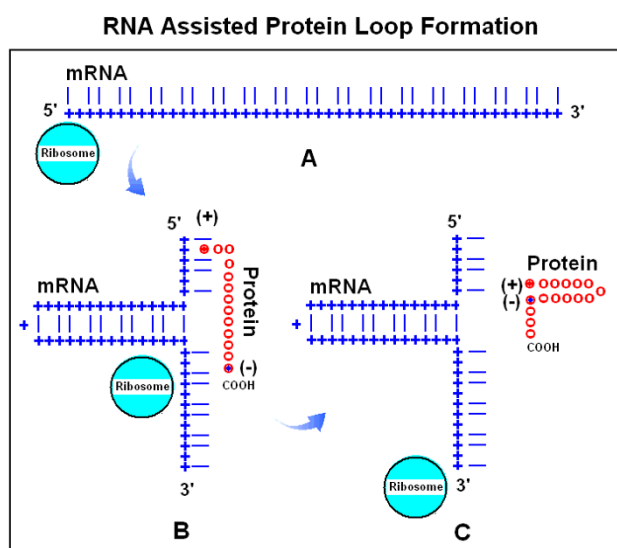 RNA Assisted Protein Loop Formation
mRNA
5'
3'
Ribosome
A
5'
(+)
mRNA
+
Protein
Ribosome
(-)
COOH
3'
B
5'
mRNA
+
Protein
(+)
(-)
COOH
Ribosome
3'
C